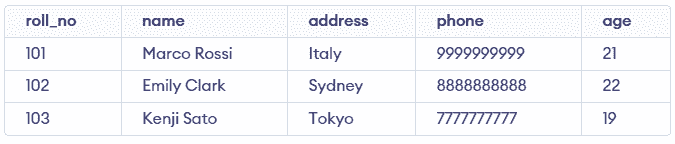 roll_no name address phone age
101 Marco Rossi Italy 9999999999 21
102 Emily Clark Sydney 8888888888 22
103 Kenji Sato Tokyo 7777777777 19